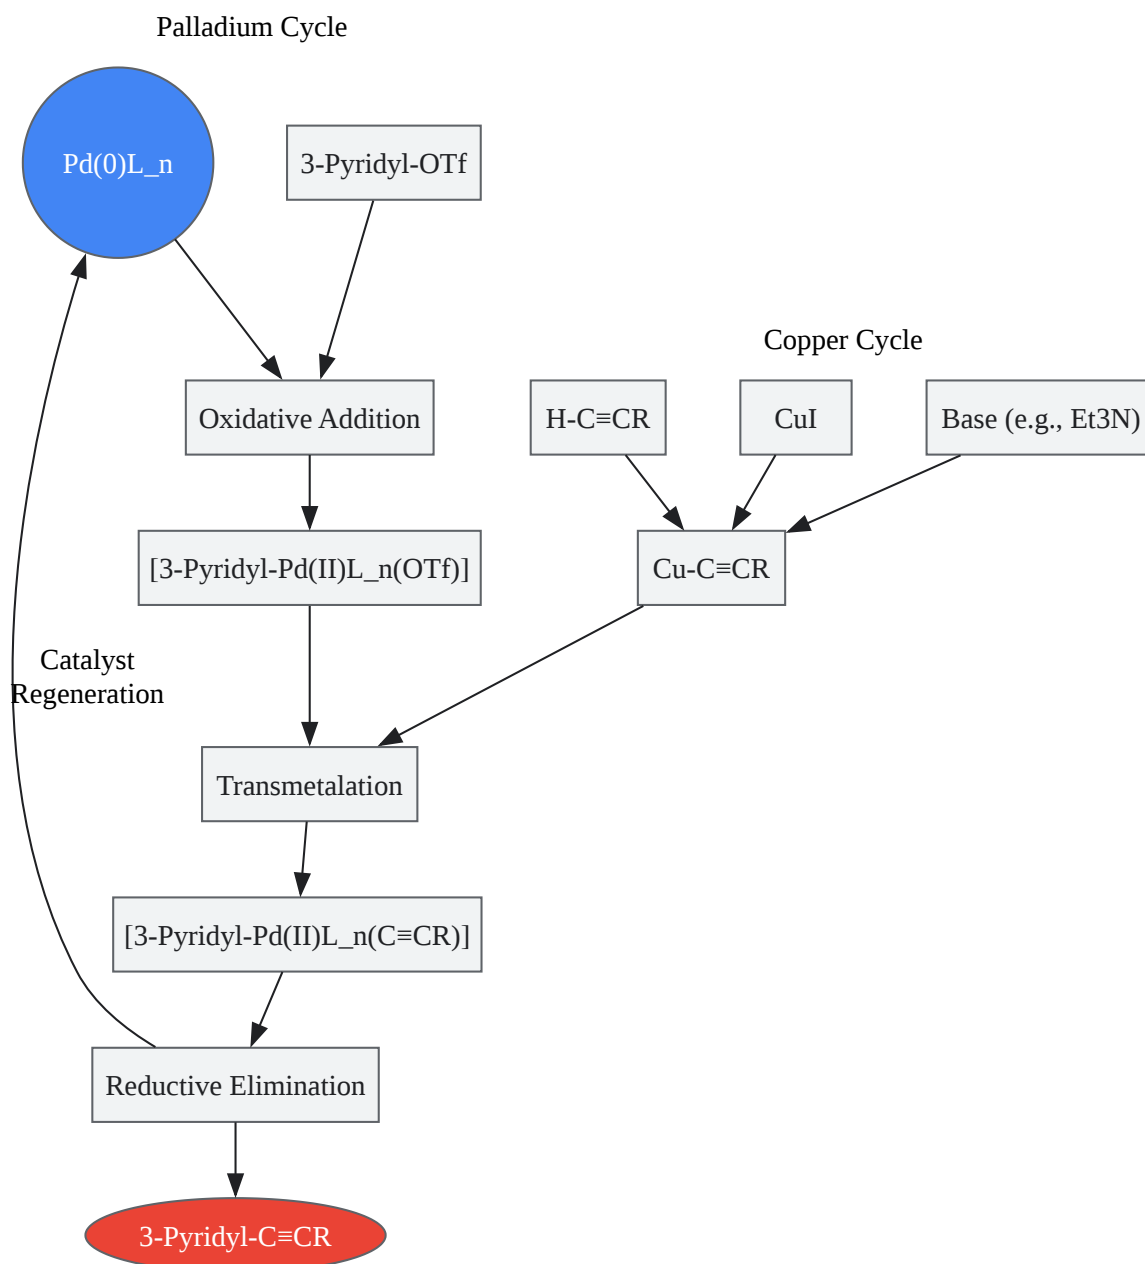 Palladium Cycle
Pd(0)L_n
3-Pyridyl-OTf
Copper Cycle
Oxidative Addition
H-C≡CR
CuI
Base (e.g., Et3N)
[3-Pyridyl-Pd(II)L_n(OTf)]
Cu-C≡CR
Catalyst
Regeneration
Transmetalation
[3-Pyridyl-Pd(II)L_n(C≡CR)]
Reductive Elimination
3-Pyridyl-C≡CR